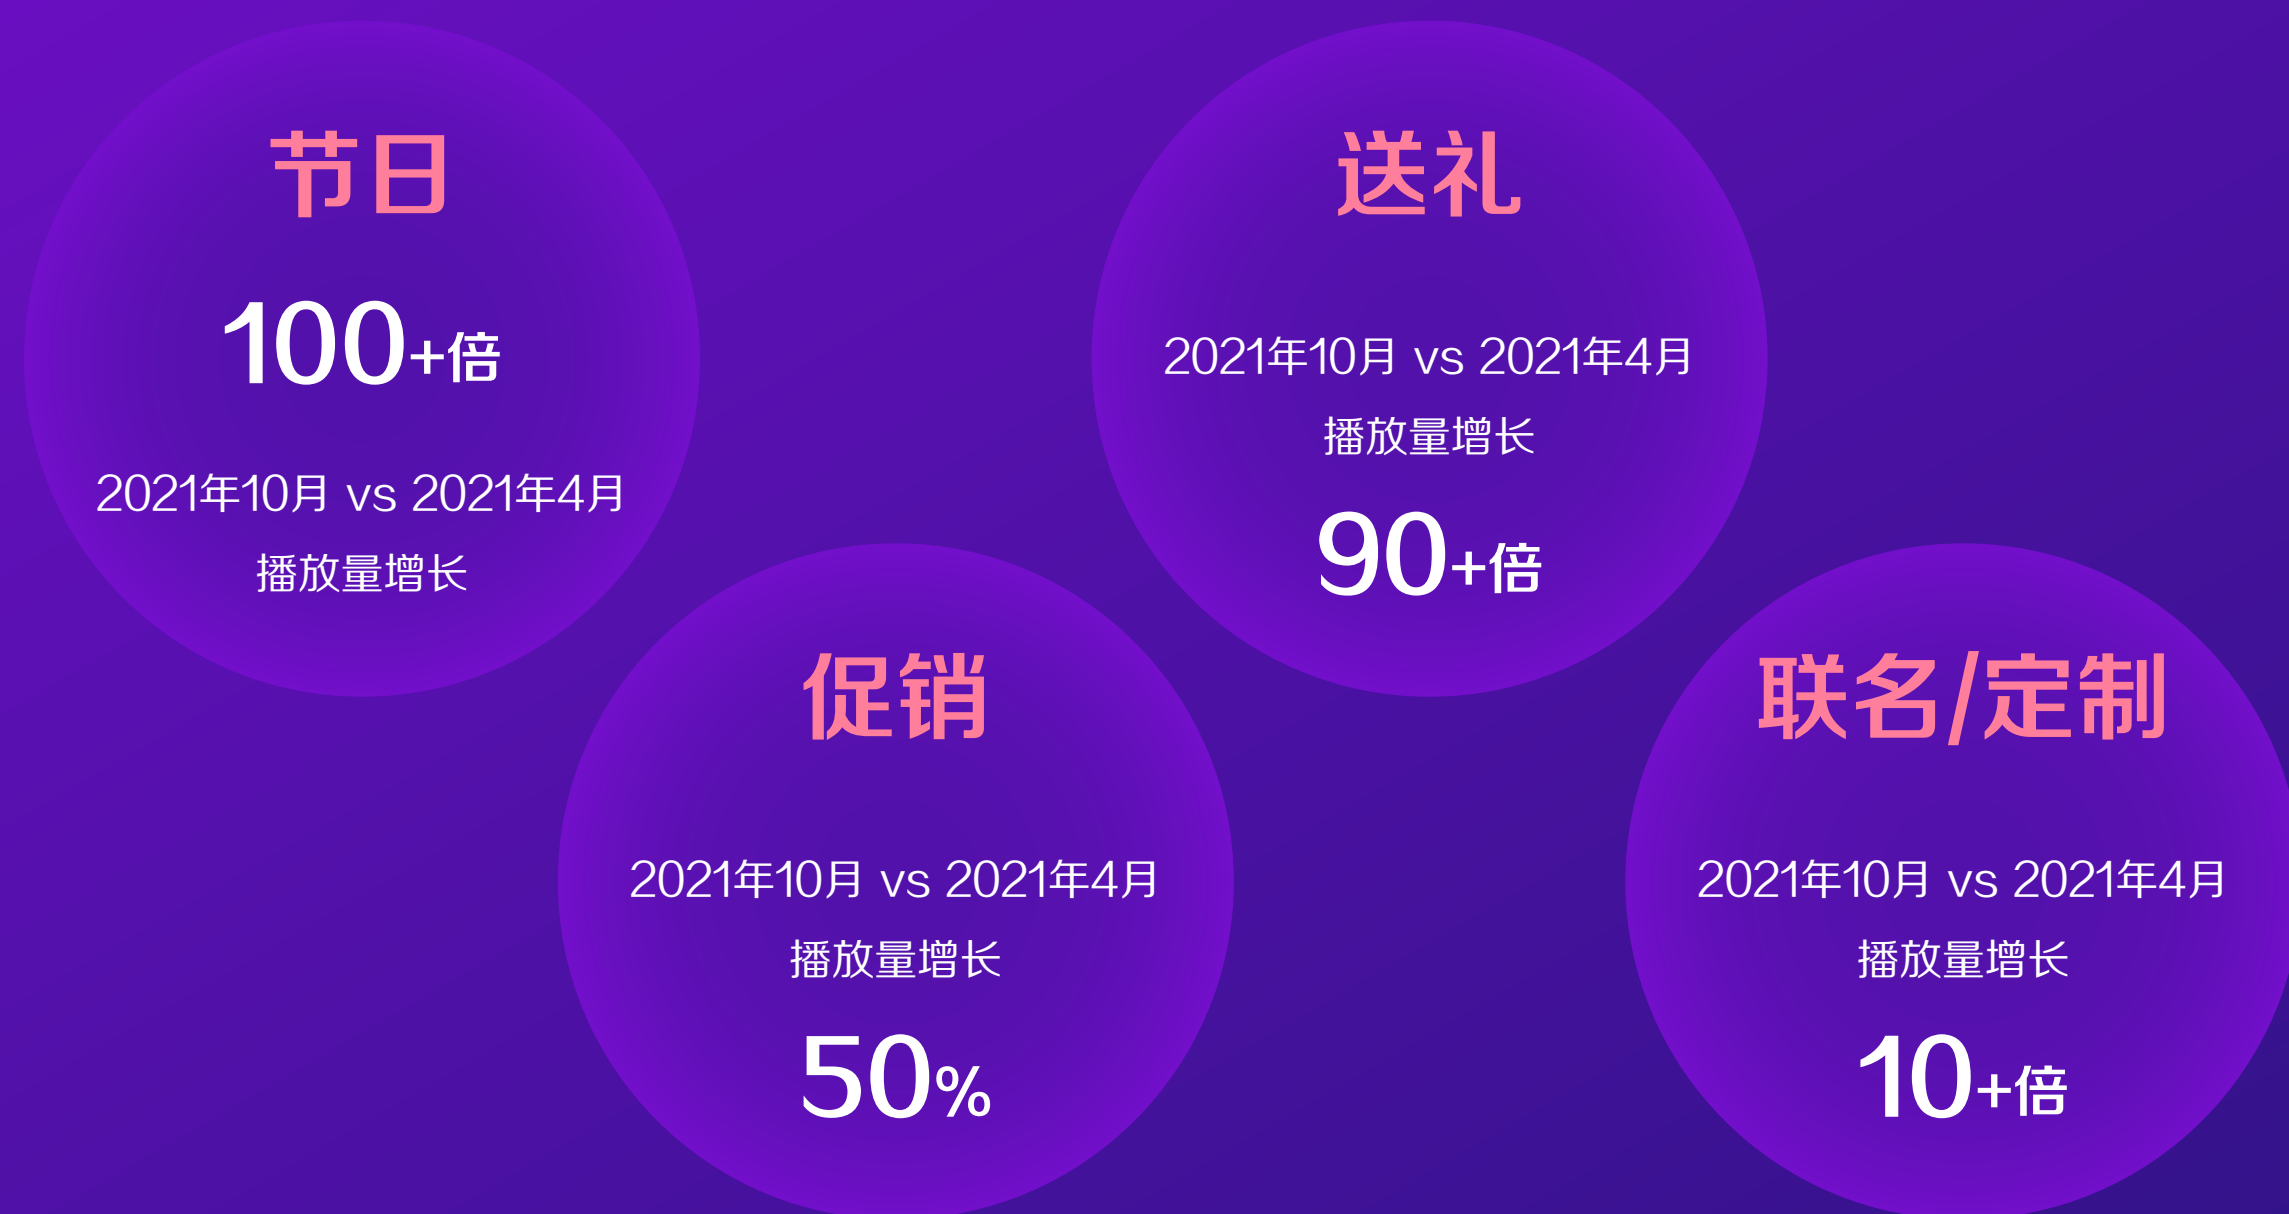 节日
100+倍
2021年10月 vs 2021年4月
播放量增长
促销
2021年10月 vs 2021年4月
播放量增长
50%
送礼
2021年10月 vs 2021年4月
播放量增长
90+倍
联名/定制
2021年10月 vs 2021年4月
播放量增长
10+倍